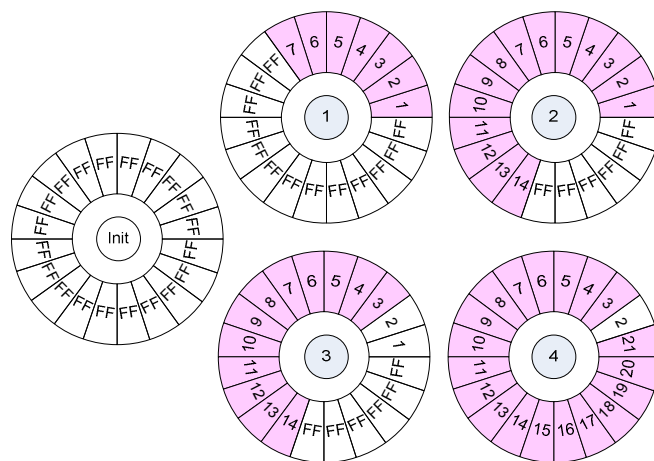 Init
FF FF FF FF FF FF FF FF FF FF FF FF FF FF FF FF FF FF FF FF
1
1 2 3 4 5 6 7 FF FF FF FF FF FF FF FF FF FF FF FF FF
2
1 2 3 4 5 6 7 8 9 10 11 12 13 14 FF FF FF FF FF FF
3
1 2 3 4 5 6 7 8 9 10 11 12 13 14 FF FF FF FF FF FF
4
2 3 4 5 6 7 8 9 10 11 12 13 14 15 16 17 18 19 20 21